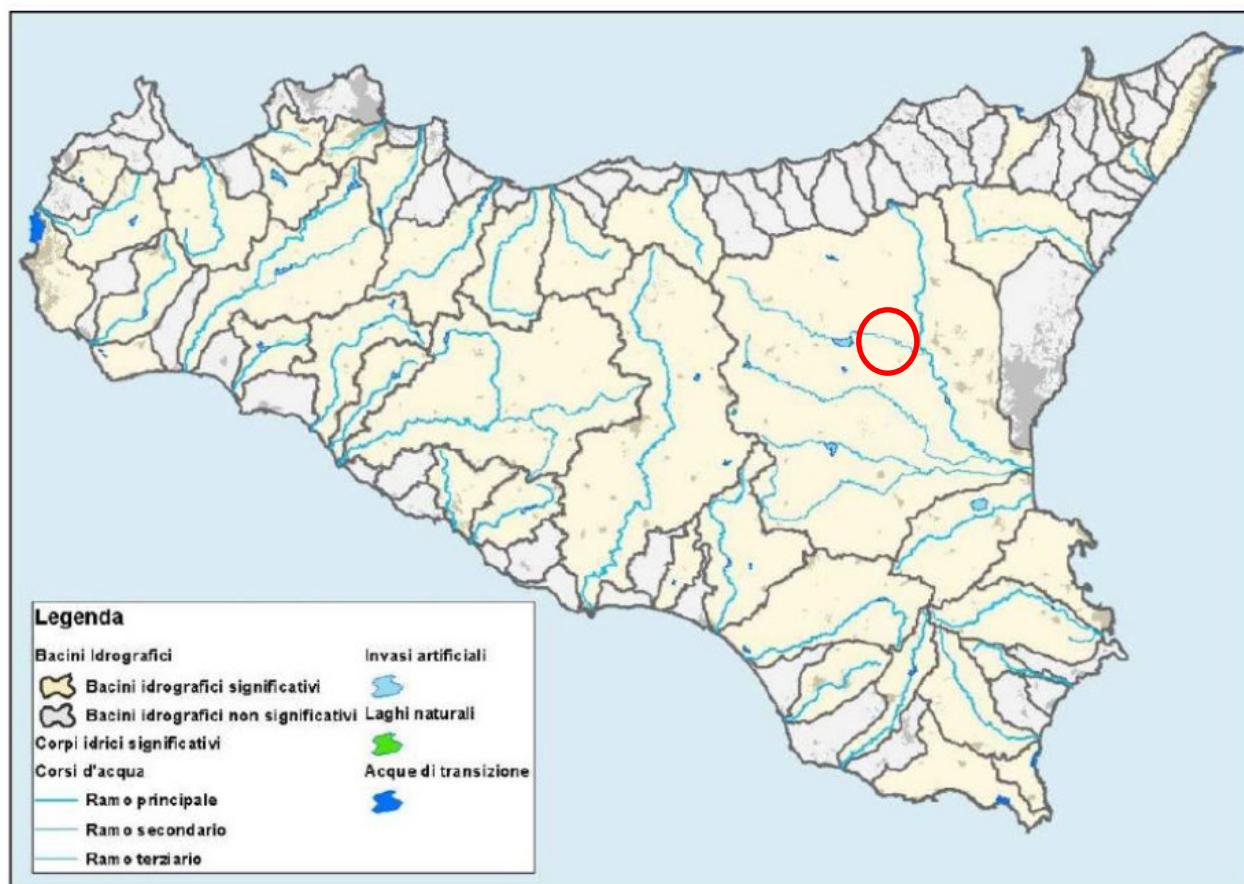 Legenda
Bacini Idrografici
Bacini idrografici significativi
Bacini idrografici non significativi
Corpi idrici significativi
Corsi d'acqua
Ramo principale
Ramo secondario
Ramo terziario
Invasi artificiali
Laghi naturali
Acque di transizione